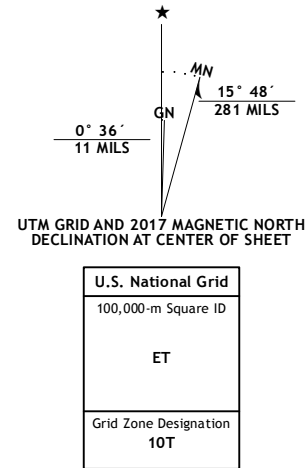 ★
MN
GN
15° 48´
281 MILS
0° 36´
11 MILS
UTM GRID AND 2017 MAGNETIC NORTH
DECLINATION AT CENTER OF SHEET
U.S. National Grid
100,000-m Square ID
ET
Grid Zone Designation
10T